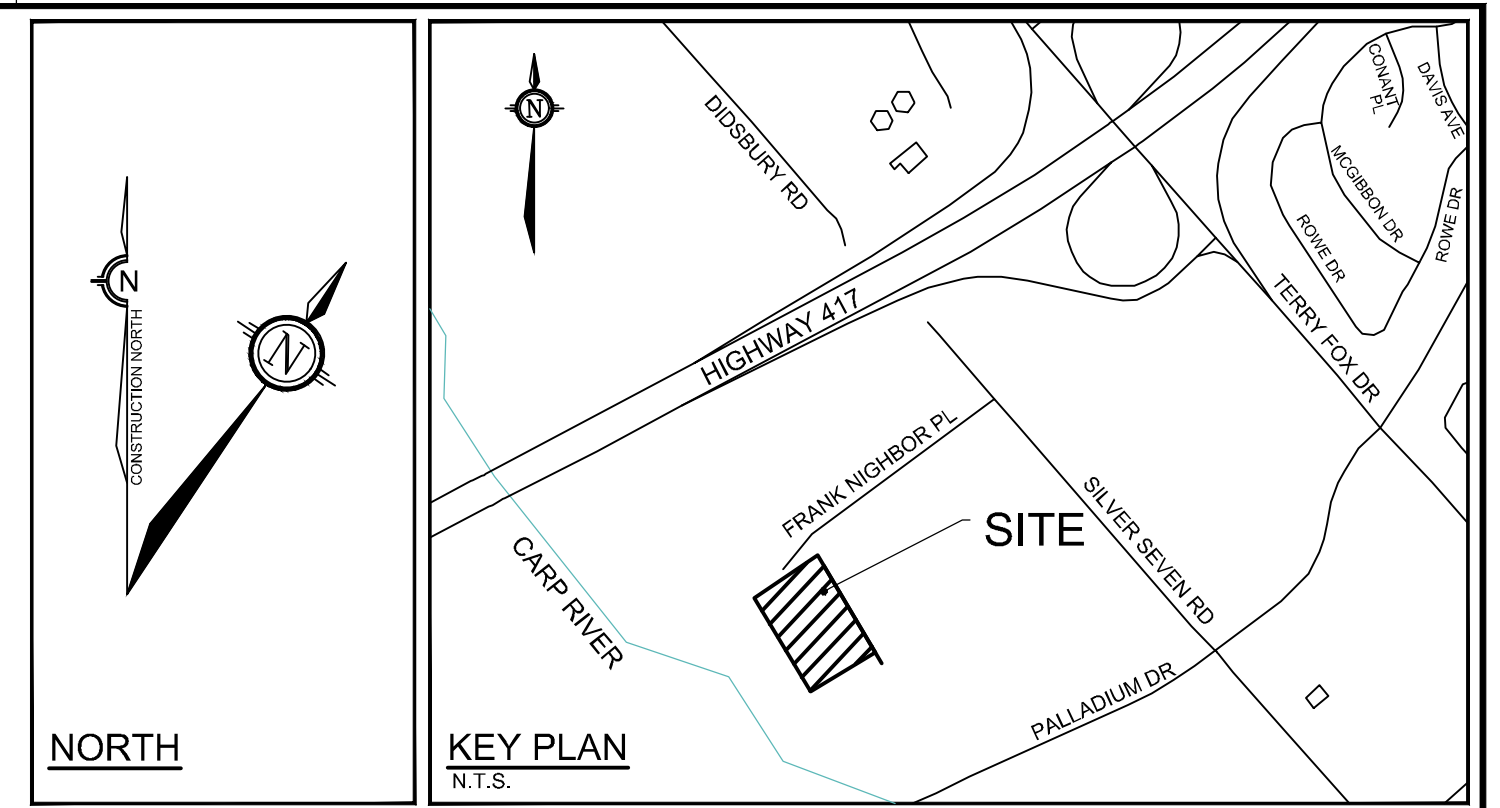 N
CONSTRUCTION NORTH
N
NORTH
N
DIDSBURY RD
CONANT
PL
DAVIS AVE
MCGIBBON DR
ROWE DR
ROWE DR
TERRY FOX DR
HIGHWAY 417
FRANK NIGHBOR PL
SITE
SILVER SEVEN RD
CARP RIVER
PALLADIUM DR
KEY PLAN
N.T.S.